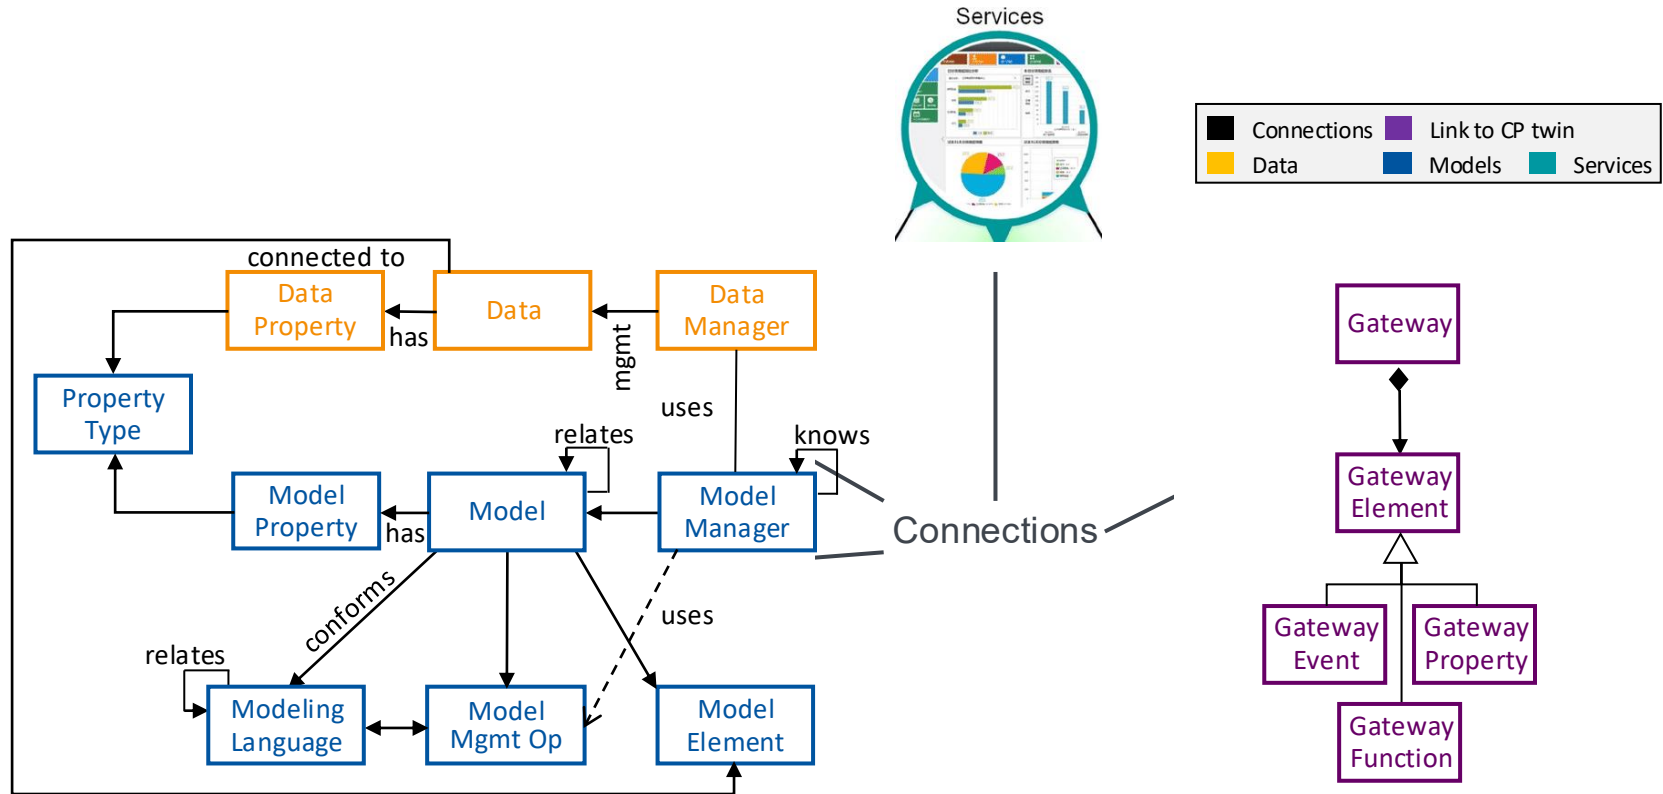 Services
Connections
Link to CP twin
Data
Models
Services
connected to
Data
Property
has
Data
mgmt
Data
Manager
Property
Type
uses
relates
knows
Model
Property
has
Model
Model
Manager
Connections
conforms
uses
relates
Modeling
Language
Model
Mgmt Op
Model
Element
Gateway
Gateway
Element
Gateway
Event
Gateway
Property
Gateway
Function